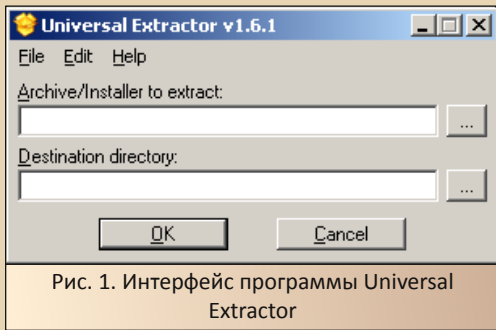 Universal Extractor v1.6.1
File Edit Help
Archive/Installer to extract:
...
Destination directory:
...
OK Cancel
Рис. 1. Интерфейс программы Universal
Extractor